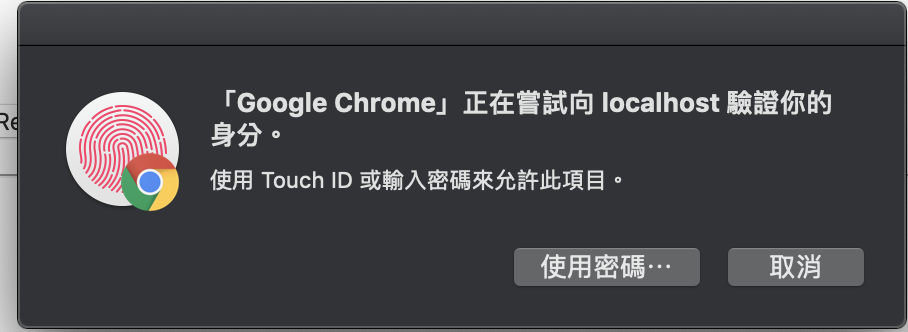 「Google Chrome」正在嘗試向 localhost 驗證你的
身分。
Re
使用 Touch ID 或輸入密碼來允許此項目。
使用密碼⋯
取消